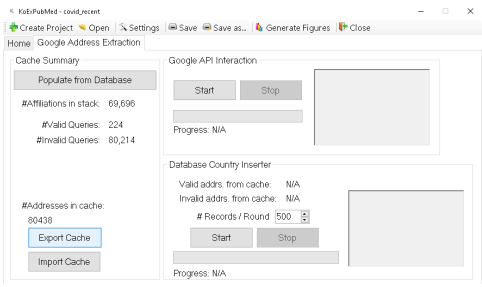 KoExPubMed - covid_recent
Create Project Open Settings Save Save as.. Generate Figures Close
Home Google Address Extraction
Cache Summary
Populate from Database
#Affiliations in stack: 69,696
#Valid Queries: 224
#Invalid Queries: 80,214
#Addresses in cache:
80438
Export Cache
Import Cache
Google API Interaction
Start Stop
Progress: N/A
Database Country Inserter
Valid addrs. from cache: N/A
Invalid addrs. from cache: N/A
# Records / Round 500
Start Stop
Progress: N/A